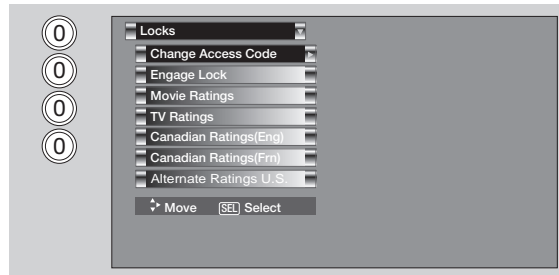 0
0
0
0
Locks
Change Access Code
Engage Lock
Movie Ratings
TV Ratings
Canadian Ratings(Eng)
Canadian Ratings(Frn)
Alternate Ratings U.S.
Move SEL Select